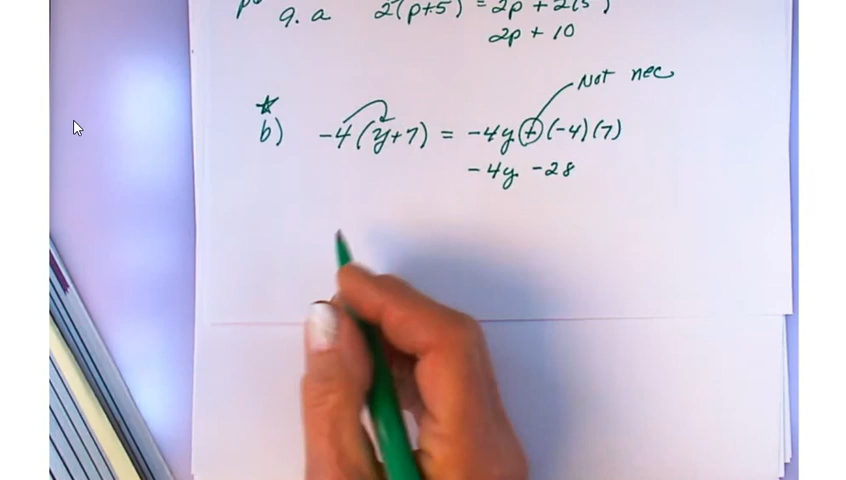 9. a 2(p+5) = 2p + 2(5)
2p + 10
Not nec
b) -4(y+7) = -4y + (-4)(7)
-4y -28